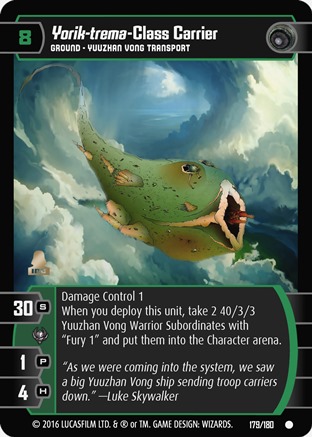 8 Yorik-trema-Class Carrier
GROUND - YUUZHAN VONG TRANSPORT
30 S
Damage Control 1
When you deploy this unit, take 2 40/3/3
Yuuzhan Vong Warrior Subordinates with
“Fury 1” and put them into the Character arena.
1 P
4 H
“As we were coming into the system, we saw
a big Yuuzhan Vong ship sending troop carriers
down.” —Luke Skywalker
© 2016 LUCASFILM LTD. & ® or TM. GAME DESIGN: WIZARDS. 179/180